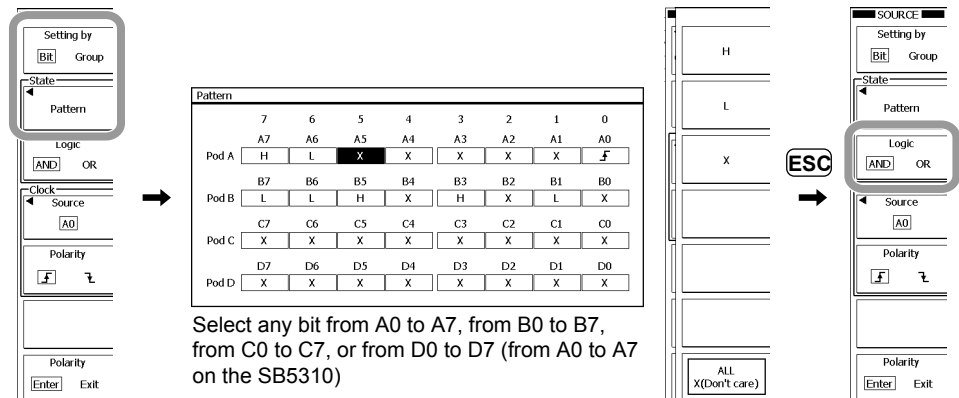 Setting by
Bit Group
State
Pattern
Logic
AND OR
Clock
Source
A0
Polarity
Polarity
Enter Exit
Pattern
7 6 5 4 3 2 1 0
A7 A6 A5 A4 A3 A2 A1 A0
Pod A H L X X X X X
B7 B6 B5 B4 B3 B2 B1 B0
Pod B L L H X H X L X
C7 C6 C5 C4 C3 C2 C1 C0
Pod C X X X X X X X X
D7 D6 D5 D4 D3 D2 D1 D0
Pod D X X X X X X X X
Select any bit from A0 to A7, from B0 to B7,
from C0 to C7, or from D0 to D7 (from A0 to A7
on the SB5310)
H
L
X
ALL
X(Don't care)
ESC
SOURCE
Setting by
Bit Group
State
Pattern
Logic
AND OR
Source
A0
Polarity
Polarity
Enter Exit